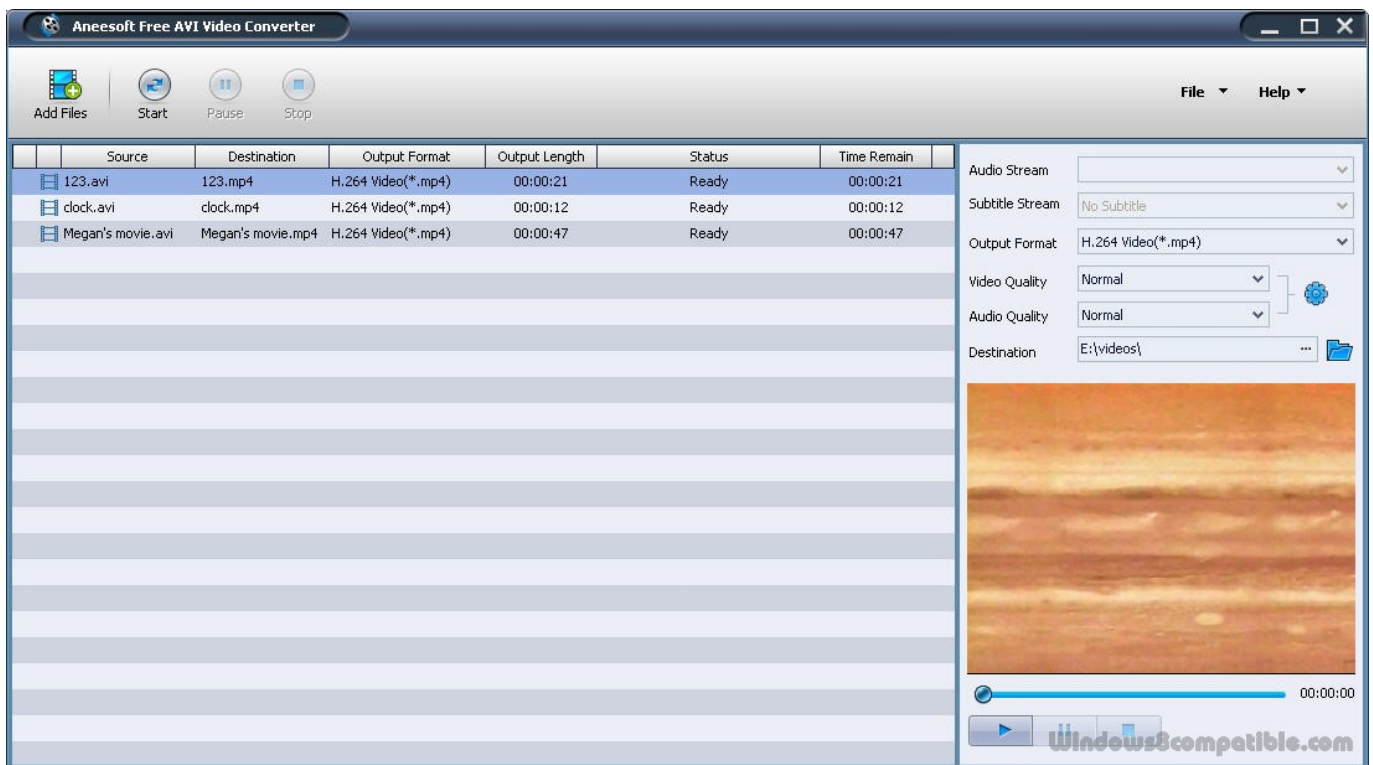 Aneesoft Free AVI Video Converter
Add Files
Start
Pause
Stop
File
Help
Source Destination Output Format Output Length Status Time Remain
123.avi 123.mp4 H.264 Video(*.mp4) 00:00:21 Ready 00:00:21
clock.avi clock.mp4 H.264 Video(*.mp4) 00:00:12 Ready 00:00:12
Megan's movie.avi Megan's movie.mp4 H.264 Video(*.mp4) 00:00:47 Ready 00:00:47
Audio Stream
Subtitle Stream No Subtitle
Output Format H.264 Video(*.mp4)
Video Quality Normal
Audio Quality Normal
Destination E:\videos\ ...
00:00:00
Windows8compatible.com